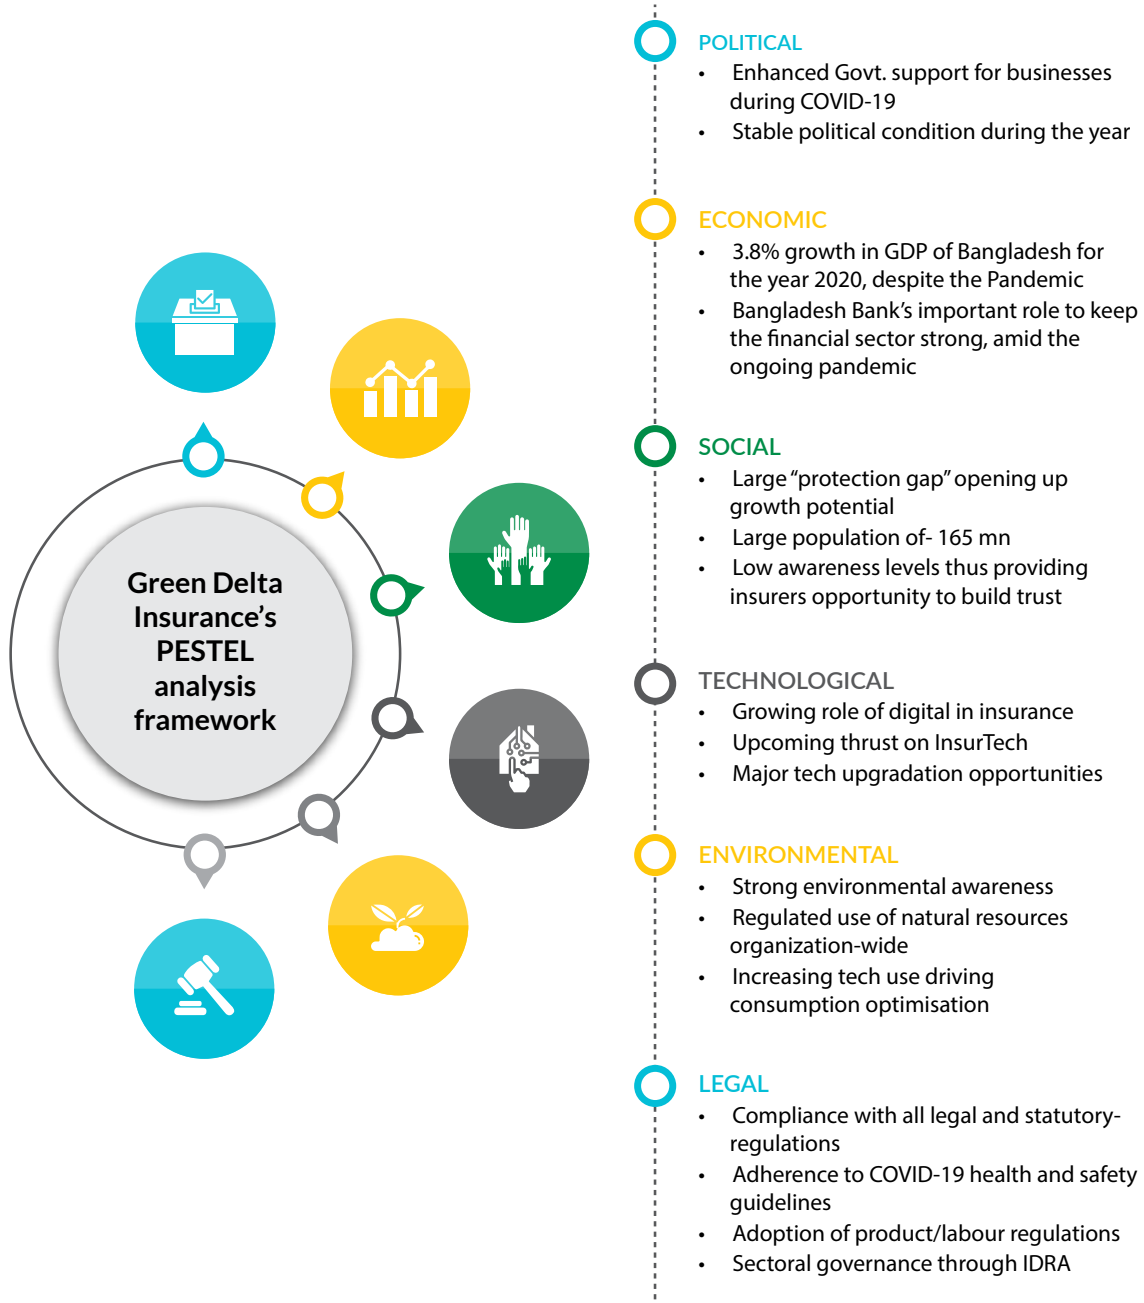 Green Delta
Insurance’s
PESTEL
analysis
framework
POLITICAL
• Enhanced Govt. support for businesses
during COVID-19
• Stable political condition during the year
ECONOMIC
• 3.8% growth in GDP of Bangladesh for
the year 2020, despite the Pandemic
• Bangladesh Bank’s important role to keep
the financial sector strong, amid the
ongoing pandemic
SOCIAL
• Large “protection gap” opening up
growth potential
• Large population of- 165 mn
• Low awareness levels thus providing
insurers opportunity to build trust
TECHNOLOGICAL
• Growing role of digital in insurance
• Upcoming thrust on InsurTech
• Major tech upgradation opportunities
ENVIRONMENTAL
• Strong environmental awareness
• Regulated use of natural resources
organization-wide
• Increasing tech use driving
consumption optimisation
LEGAL
• Compliance with all legal and statutory-
regulations
• Adherence to COVID-19 health and safety
guidelines
• Adoption of product/labour regulations
• Sectoral governance through IDRA